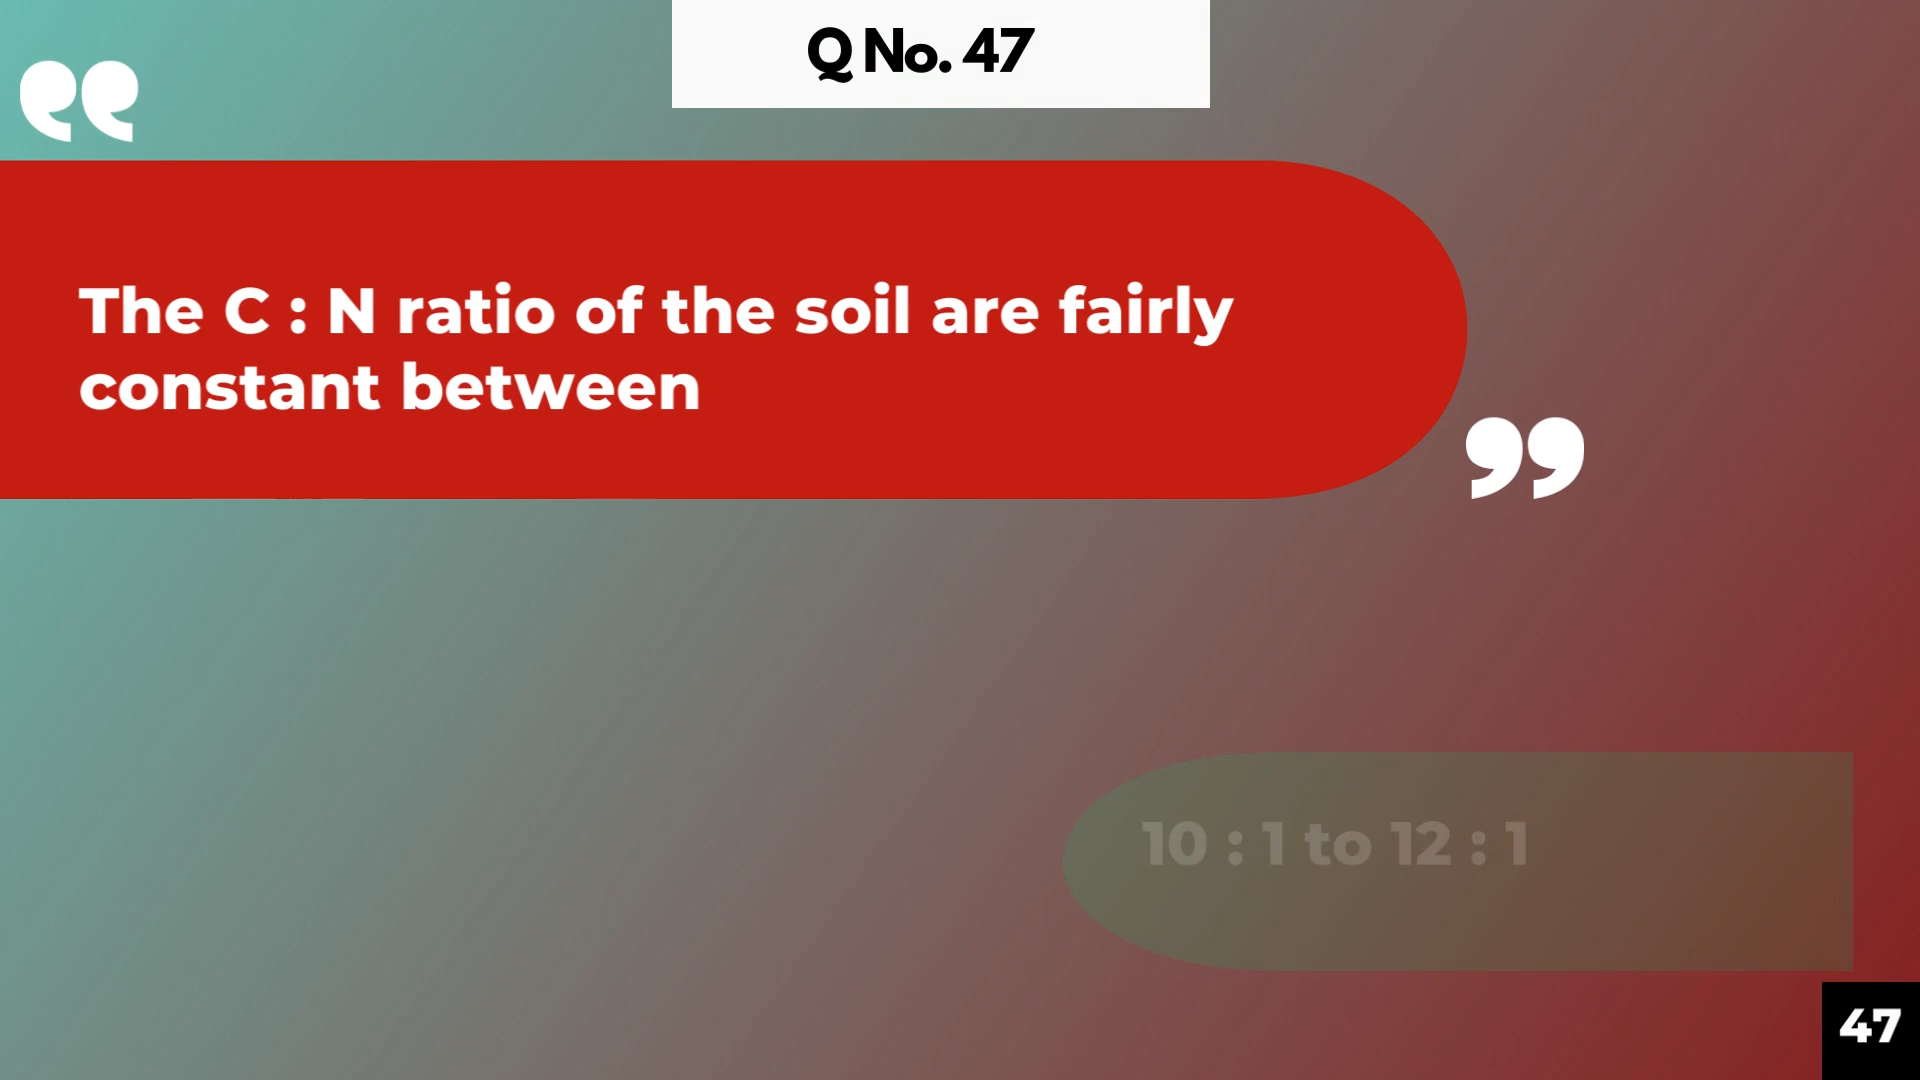 Q No. 47
The C : N ratio of the soil are fairly
constant between
10 : 1 to 12 : 1
47